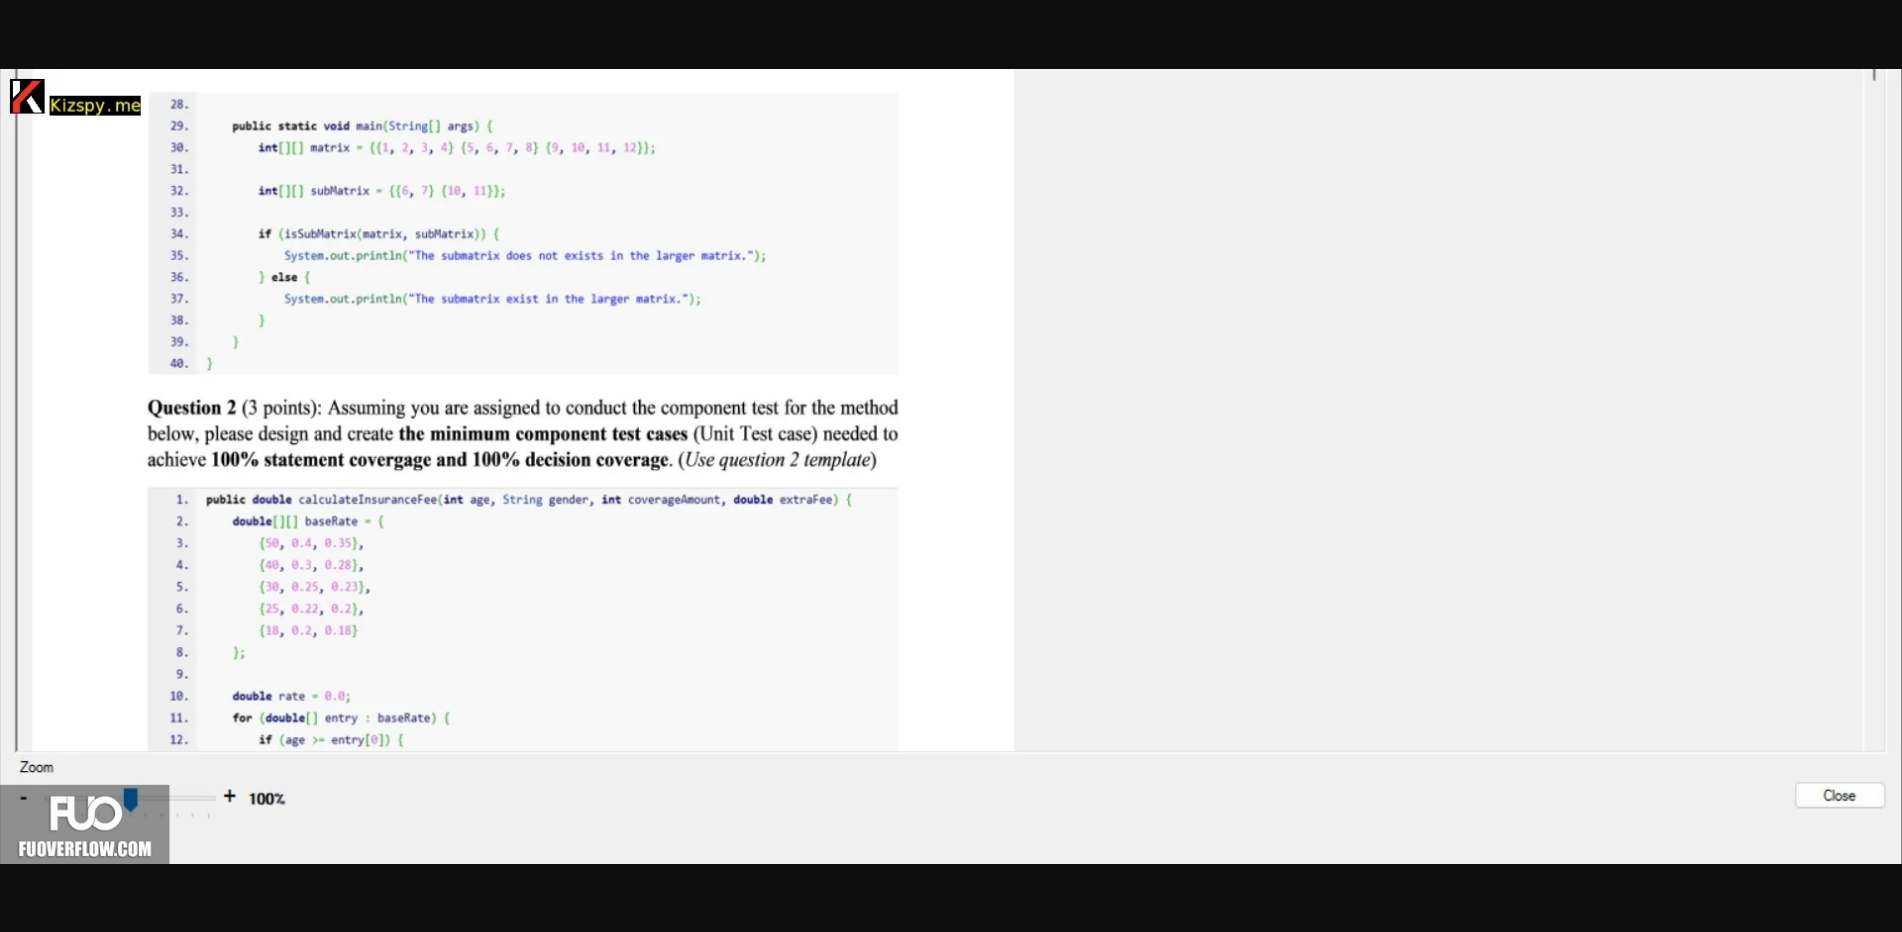 Kizspy.me
28.
29. public static void main(String[] args) {
30. int[][] matrix = {{1, 2, 3, 4} {5, 6, 7, 8} {9, 10, 11, 12}};
31.
32. int[][] subMatrix = {{6, 7} {10, 11}};
33.
34. if (isSubMatrix(matrix, subMatrix)) {
35. System.out.println("The submatrix does not exists in the larger matrix.");
36. } else {
37. System.out.println("The submatrix exist in the larger matrix.");
38. }
39. }
40. }
Question 2 (3 points): Assuming you are assigned to conduct the component test for the method
below, please design and create the minimum component test cases (Unit Test case) needed to
achieve 100% statement covergage and 100% decision coverage. (Use question 2 template)
1. public double calculateInsuranceFee(int age, String gender, int coverageAmount, double extraFee) {
2. double[][] baseRate = {
3. {50, 0.4, 0.35},
4. {40, 0.3, 0.28},
5. {30, 0.25, 0.23},
6. {25, 0.22, 0.2},
7. {18, 0.2, 0.18}
8. };
9.
10. double rate = 0.0;
11. for (double[] entry : baseRate) {
12. if (age >= entry[0]) {
Zoom
- + 100%
Close
FUO
FUOVERFLOW.COM